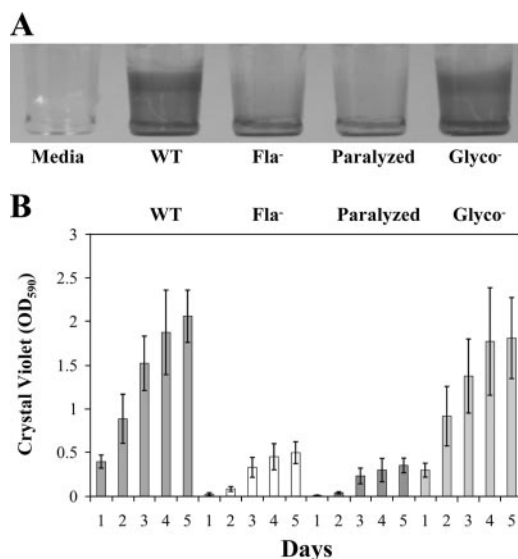 A
Media WT Fla⁻ Paralyzed Glyco⁻
B
WT Fla⁻ Paralyzed Glyco⁻
Crystal Violet (OD₅₉₀)
3
2.5
2
1.5
1
0.5
0
1 2 3 4 5 1 2 3 4 5 1 2 3 4 5 1 2 3 4 5
Days